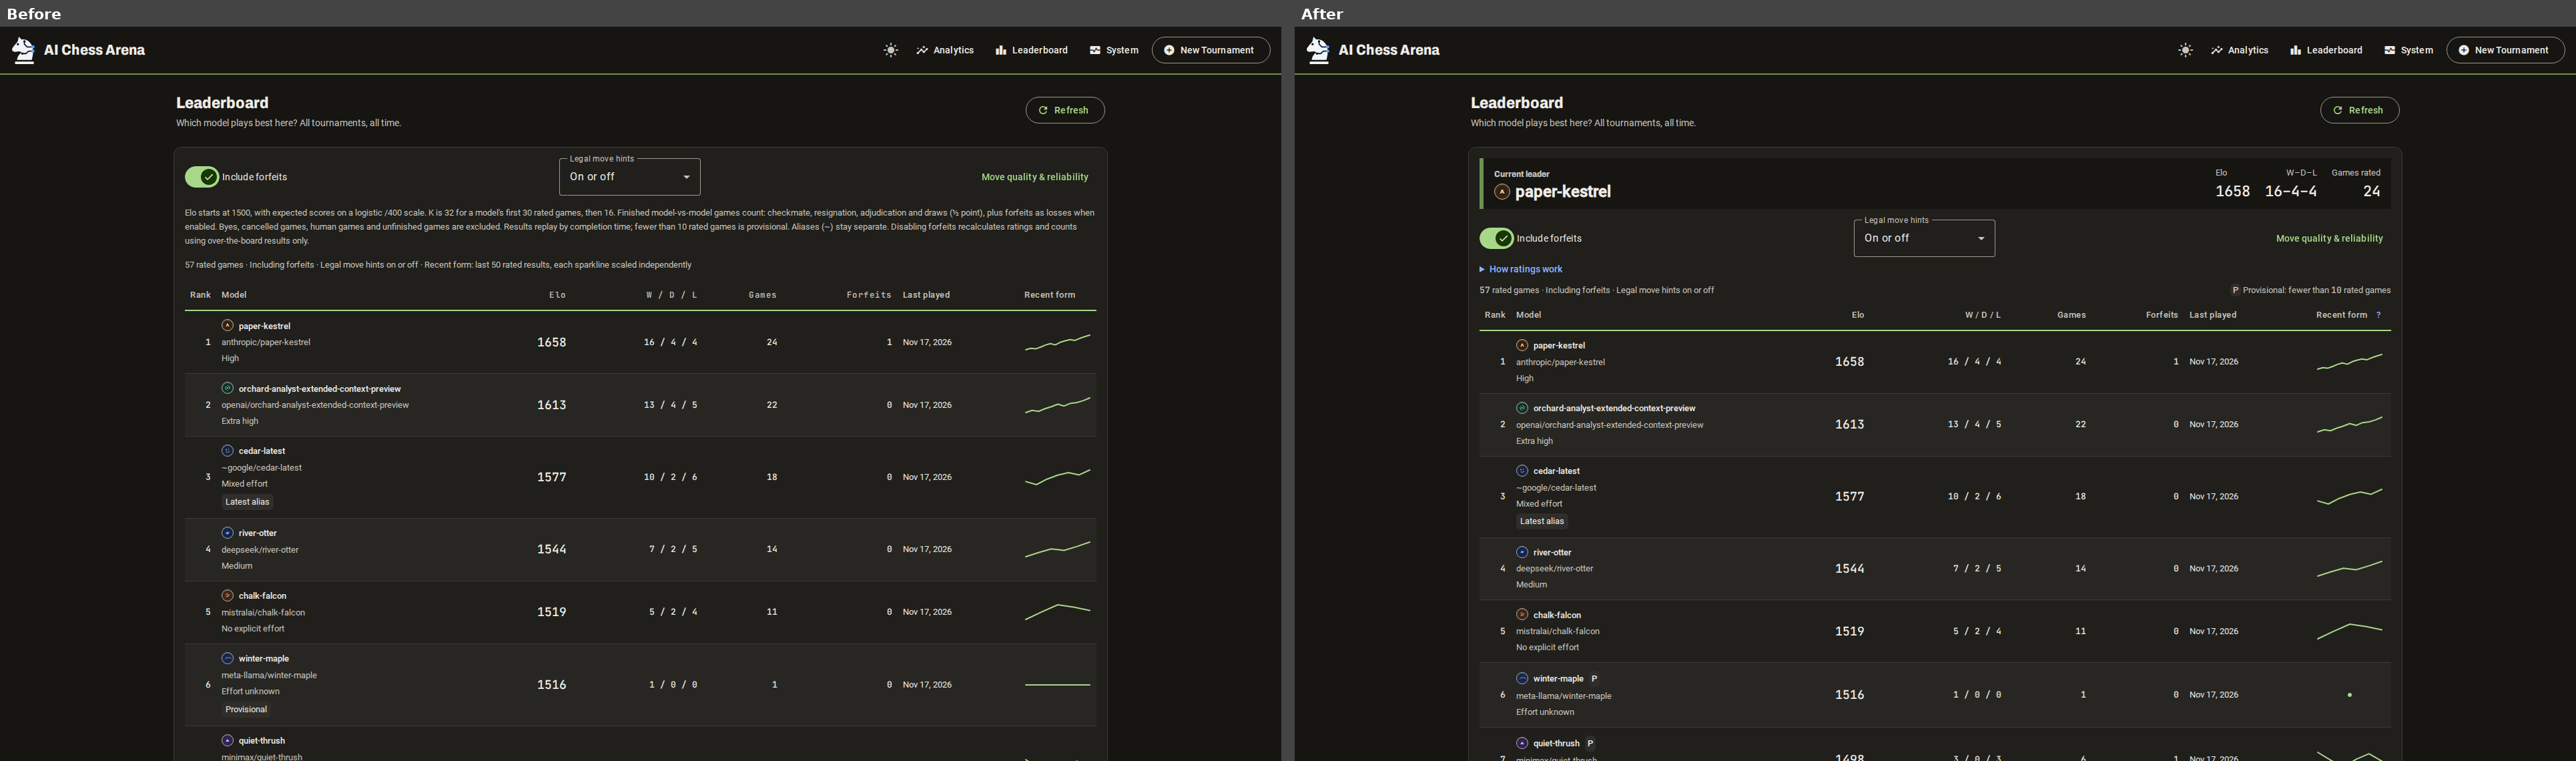 Before
AI Chess Arena
Analytics
Leaderboard
System
New Tournament
Leaderboard
Which model plays best here? All tournaments, all time.
Refresh
Include forfeits
Legal move hints
On or off
Move quality & reliability
Elo starts at 1500, with expected scores on a logistic /400 scale. K is 32 for a model's first 30 rated games, then 16. Finished model-vs-model games count: checkmate, resignation, adjudication and draws (½ point), plus forfeits as losses when
enabled. Byes, cancelled games, human games and unfinished games are excluded. Results replay by completion time; fewer than 10 rated games is provisional. Aliases (~) stay separate. Disabling forfeits recalculates ratings and counts
using over-the-board results only.
57 rated games · Including forfeits · Legal move hints on or off · Recent form: last 50 rated results, each sparkline scaled independently
Rank Model Elo W / D / L Games Forfeits Last played Recent form
paper-kestrel
1 anthropic/paper-kestrel 1658 16 / 4 / 4 24 1 Nov 17, 2026
High
orchard-analyst-extended-context-preview
2 openai/orchard-analyst-extended-context-preview 1613 13 / 4 / 5 22 0 Nov 17, 2026
Extra high
cedar-latest
~google/cedar-latest
3 1577 10 / 2 / 6 18 0 Nov 17, 2026
Mixed effort
Latest alias
river-otter
4 deepseek/river-otter 1544 7 / 2 / 5 14 0 Nov 17, 2026
Medium
chalk-falcon
5 mistralai/chalk-falcon 1519 5 / 2 / 4 11 0 Nov 17, 2026
No explicit effort
winter-maple
meta-llama/winter-maple
6 1516 1 / 0 / 0 1 0 Nov 17, 2026
Effort unknown
Provisional
quiet-thrush
minimax/quiet-thrush
After
AI Chess Arena
Analytics
Leaderboard
System
New Tournament
Leaderboard
Which model plays best here? All tournaments, all time.
Refresh
Current leader
paper-kestrel
Elo W–D–L Games rated
1658 16–4–4 24
Include forfeits
Legal move hints
On or off
Move quality & reliability
How ratings work
57 rated games · Including forfeits · Legal move hints on or off
P Provisional: fewer than 10 rated games
Rank Model Elo W / D / L Games Forfeits Last played Recent form ?
paper-kestrel
1 anthropic/paper-kestrel 1658 16 / 4 / 4 24 1 Nov 17, 2026
High
orchard-analyst-extended-context-preview
2 openai/orchard-analyst-extended-context-preview 1613 13 / 4 / 5 22 0 Nov 17, 2026
Extra high
cedar-latest
~google/cedar-latest
3 1577 10 / 2 / 6 18 0 Nov 17, 2026
Mixed effort
Latest alias
river-otter
4 deepseek/river-otter 1544 7 / 2 / 5 14 0 Nov 17, 2026
Medium
chalk-falcon
5 mistralai/chalk-falcon 1519 5 / 2 / 4 11 0 Nov 17, 2026
No explicit effort
winter-maple P
6 meta-llama/winter-maple 1516 1 / 0 / 0 1 0 Nov 17, 2026
Effort unknown
quiet-thrush P
7 minimax/quiet-thrush 1498 3 / 0 / 3 6 1 Nov 17, 2026